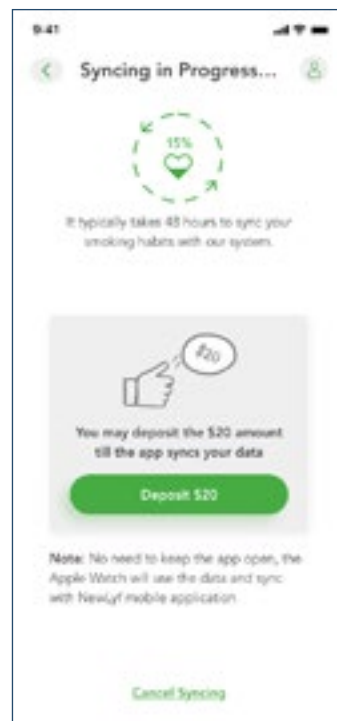 9:41
Syncing in Progress...
15%
It typically takes 48 hours to sync your
smoking habits with our system.
$20
You may deposit the $20 amount
till the app syncs your data
Deposit $20
Note: No need to keep the app open, the
Apple Watch will use the data and sync
with NewLyf mobile application
Cancel Syncing